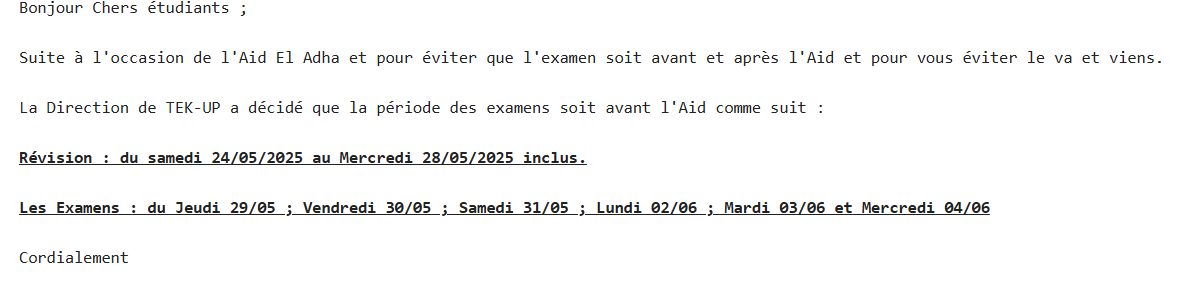 Bonjour Chers étudiants ;
Suite à l'occasion de l'Aid El Adha et pour éviter que l'examen soit avant et après l'Aid et pour vous éviter le va et viens.
La Direction de TEK-UP a décidé que la période des examens soit avant l'Aid comme suit :
Révision : du samedi 24/05/2025 au Mercredi 28/05/2025 inclus.
Les Examens : du Jeudi 29/05 ; Vendredi 30/05 ; Samedi 31/05 ; Lundi 02/06 ; Mardi 03/06 et Mercredi 04/06
Cordialement